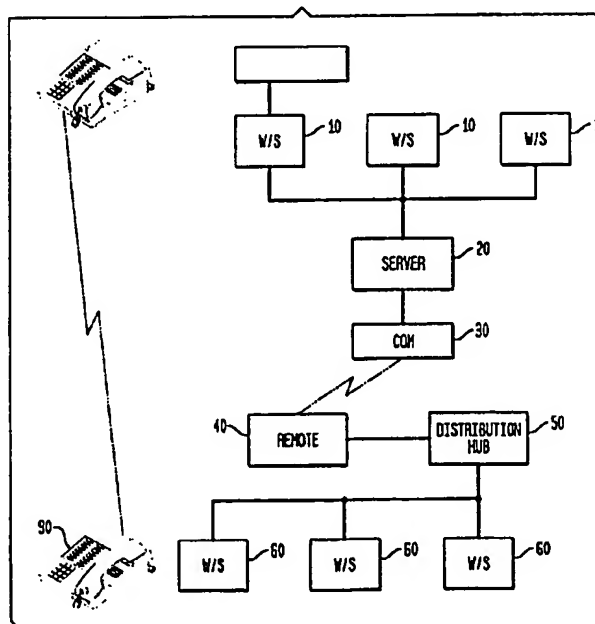 10
10
W/S
W/S
W/S
20
SERVER
30
COM
40
REMOTE
50
DISTRIBUTION
HUB
90
60
60
60
W/S
W/S
W/S